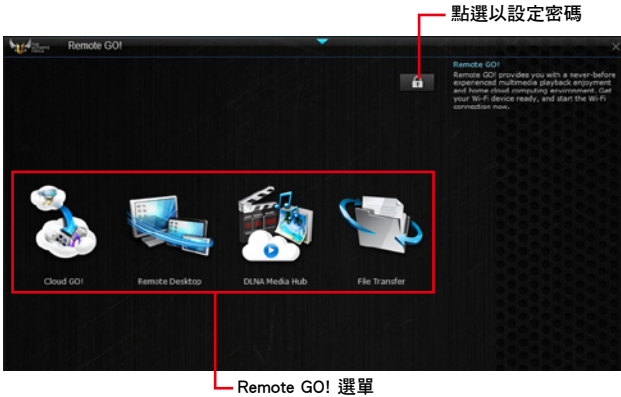 點選以設定密碼
Remote GO!
Remote GO!
Remote GO! provides you with a never-before
experienced multimedia playback enjoyment
and home cloud computing environment. Get
your Wi-Fi device ready, and start the Wi-Fi
connection now.
Cloud GO!
Remote Desktop
DLNA Media Hub
File Transfer
Remote GO! 選單